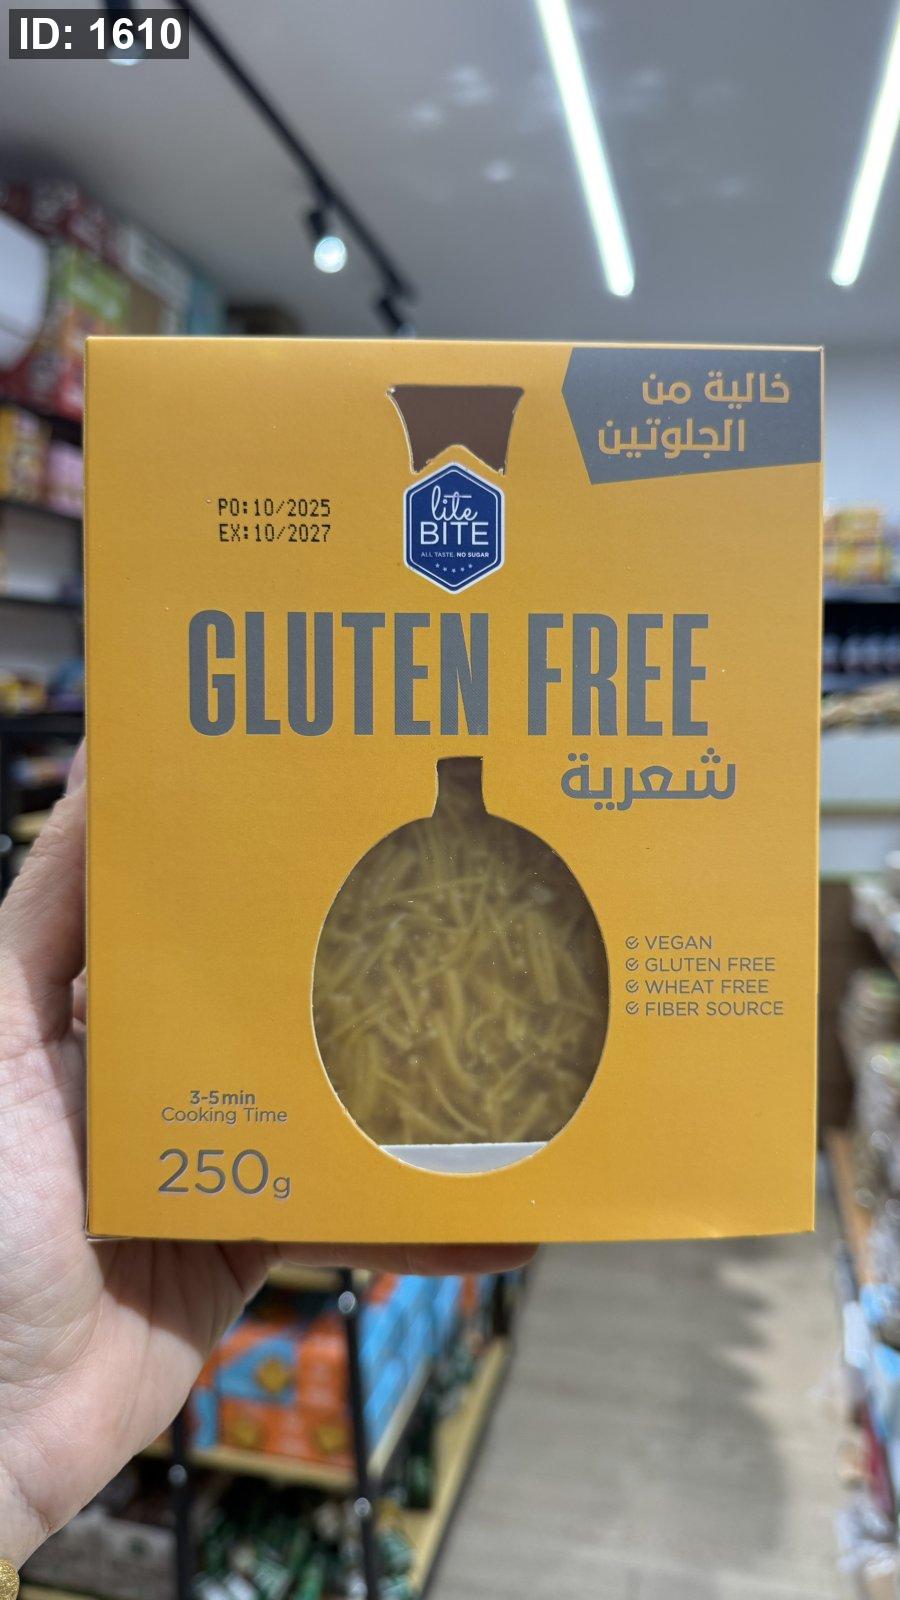 ID: 1610
خالية من
الجلوتين
PO:10/2025
EX:10/2027
lite
BITE
ALL TASTE. NO SUGAR
GLUTEN FREE
شعرية
VEGAN
GLUTEN FREE
WHEAT FREE
FIBER SOURCE
3-5min
Cooking Time
250g